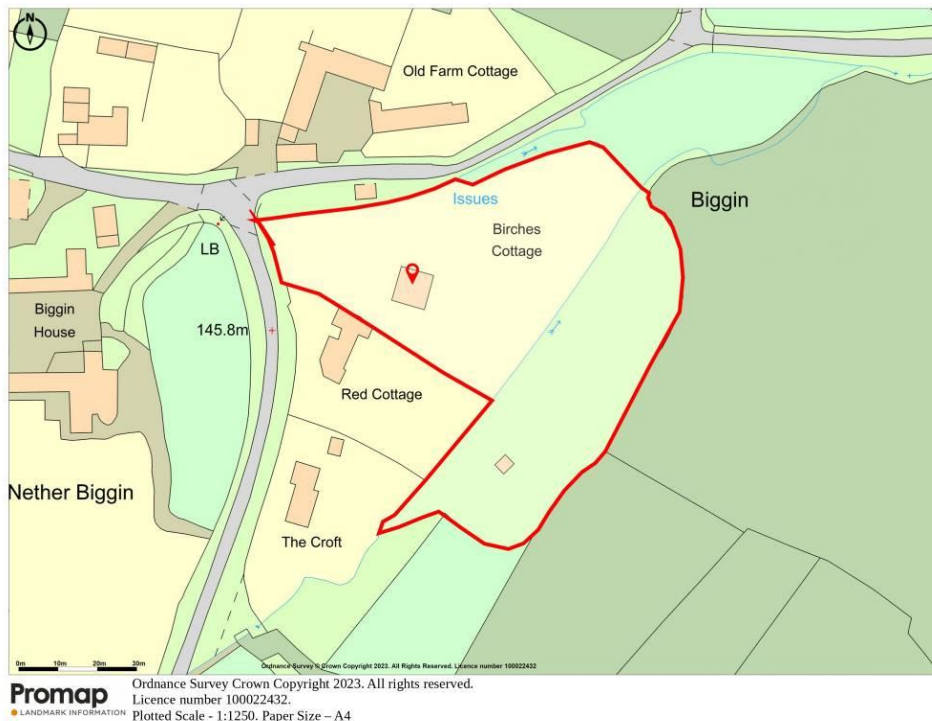 N
Old Farm Cottage
Issues
Biggin
Birches
Cottage
LB
Biggin
House
145.8m
Red Cottage
Nether Biggin
The Croft
0m 10m 20m 30m
Ordnance Survey © Crown Copyright 2023. All Rights Reserved. Licence number 100022432
Promap
LANDMARK INFORMATION
Ordnance Survey Crown Copyright 2023. All rights reserved.
Licence number 100022432.
Plotted Scale - 1:1250. Paper Size – A4